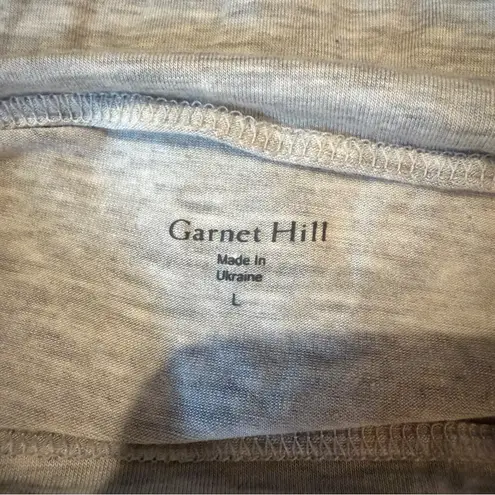 Garnet Hill
Made In
Ukraine
L